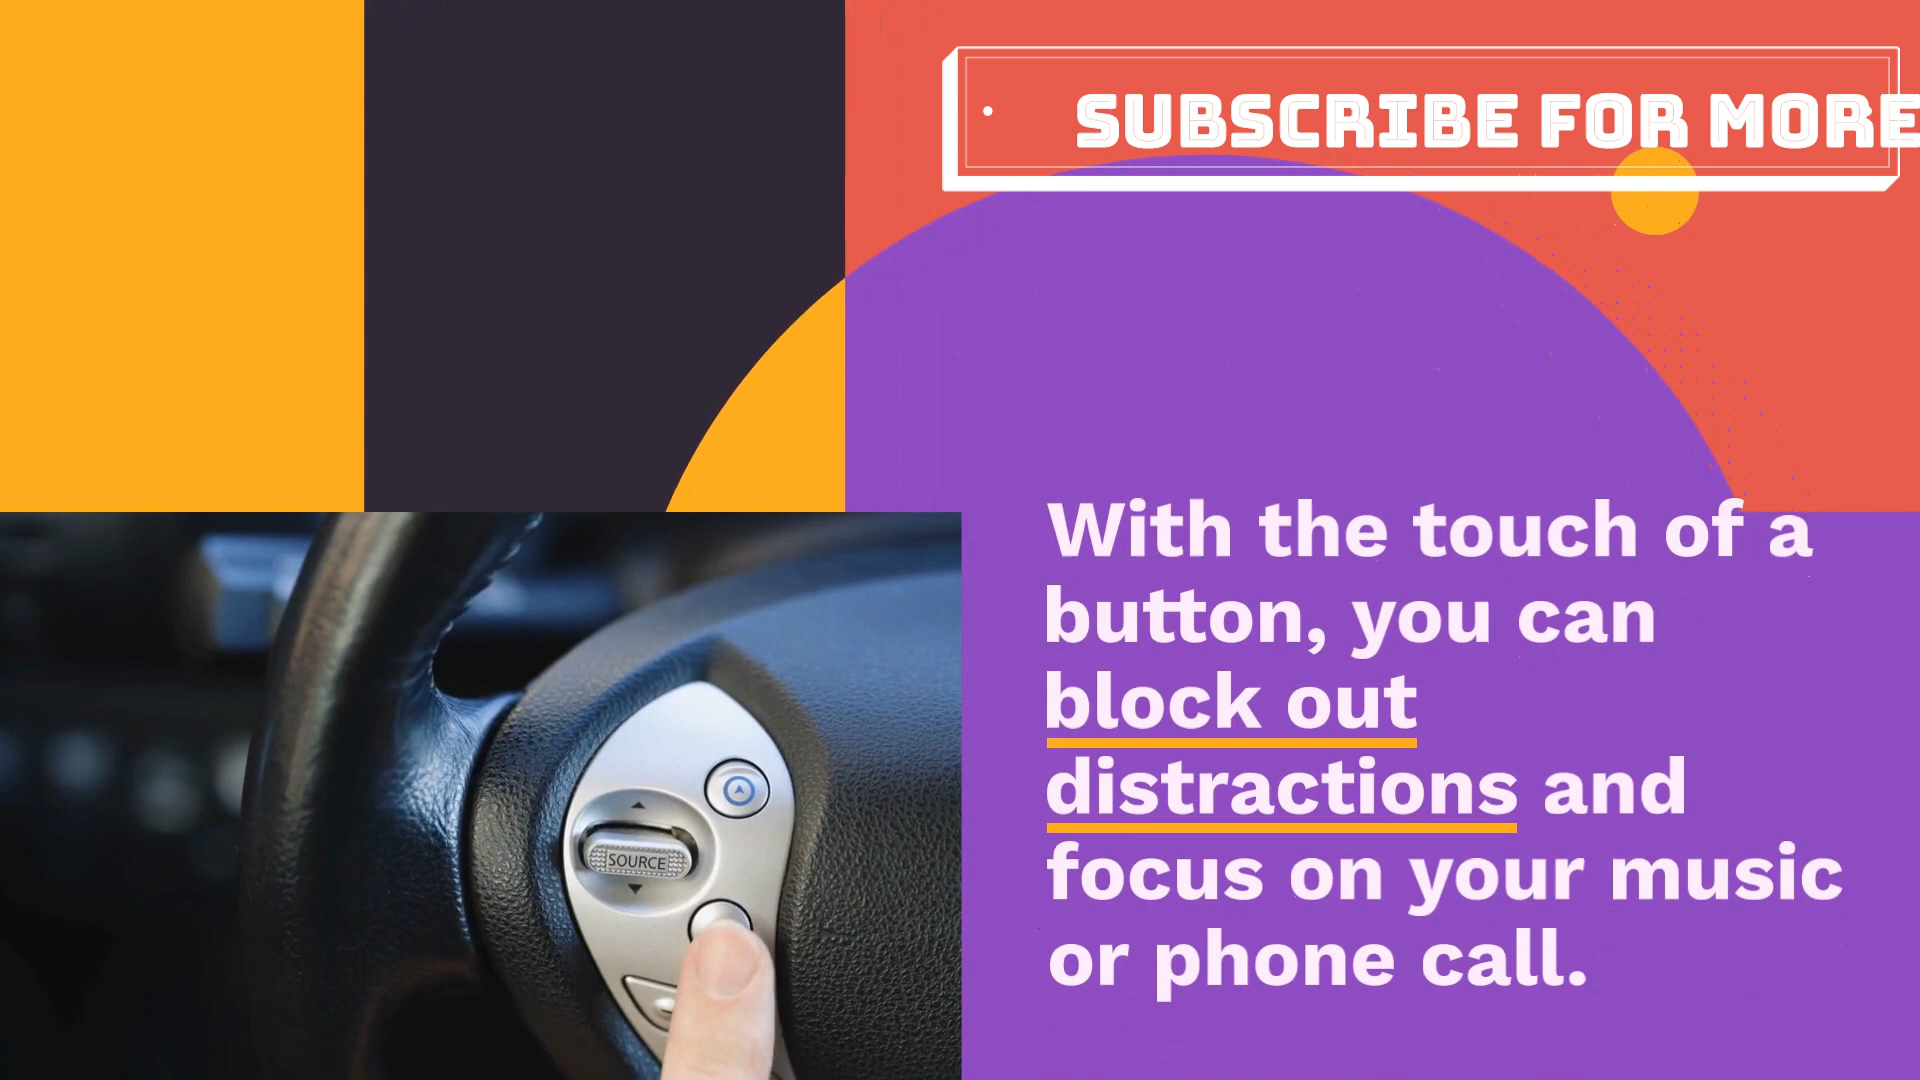 SUBSCRIBE FOR MORE
With the touch of a
button, you can
block out
distractions and
focus on your music
or phone call.
SOURCE